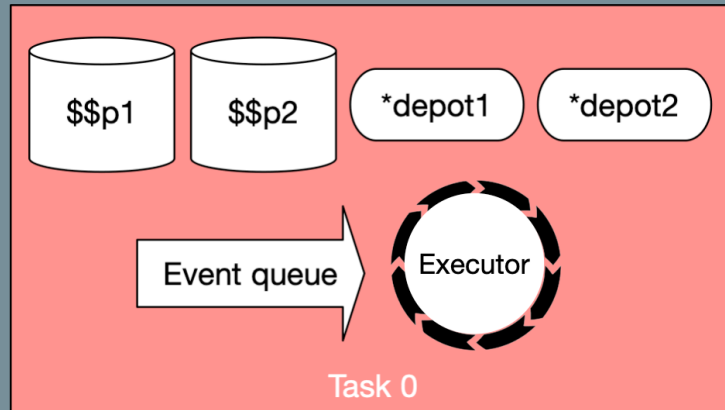 $$p1
$$p2
*depot1
*depot2
Event queue
Executor
Task 0